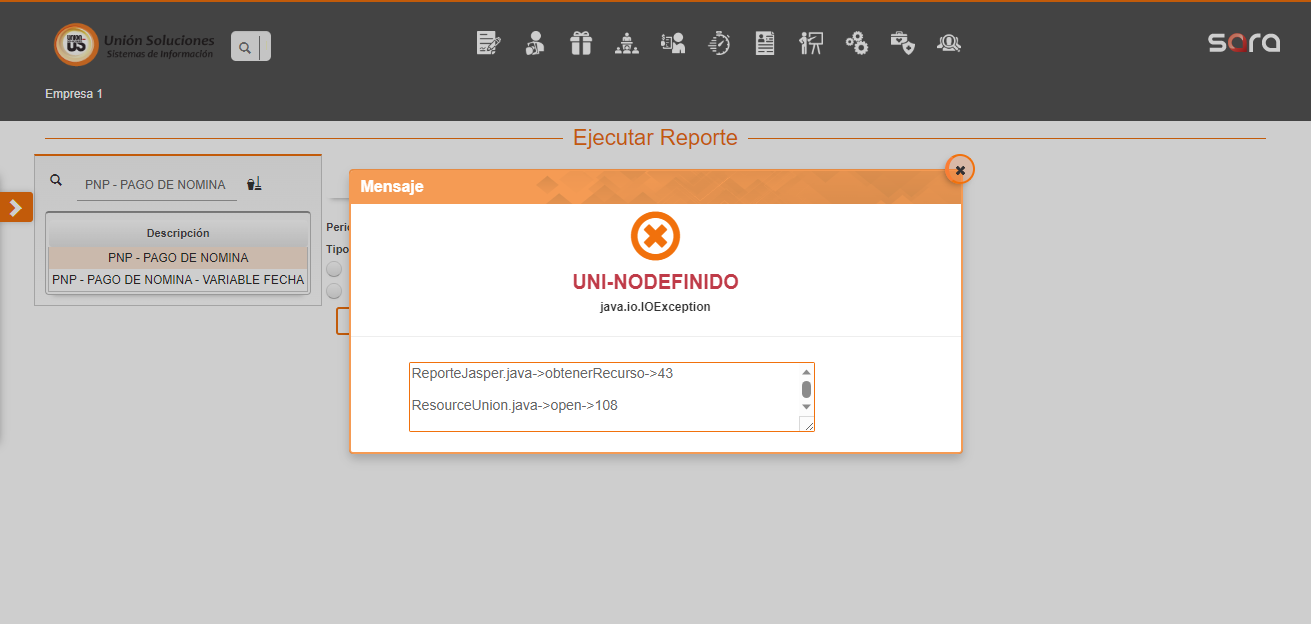 UNION
US
Unión Soluciones
Sistemas de Información
sara
Empresa 1
Ejecutar Reporte
PNP - PAGO DE NOMINA
Descripción
PNP - PAGO DE NOMINA
PNP - PAGO DE NOMINA - VARIABLE FECHA
Peri
Tipo
Mensaje
UNI-NODEFINIDO
java.io.IOException
ReporteJasper.java->obtenerRecurso->43
ResourceUnion.java->open->108